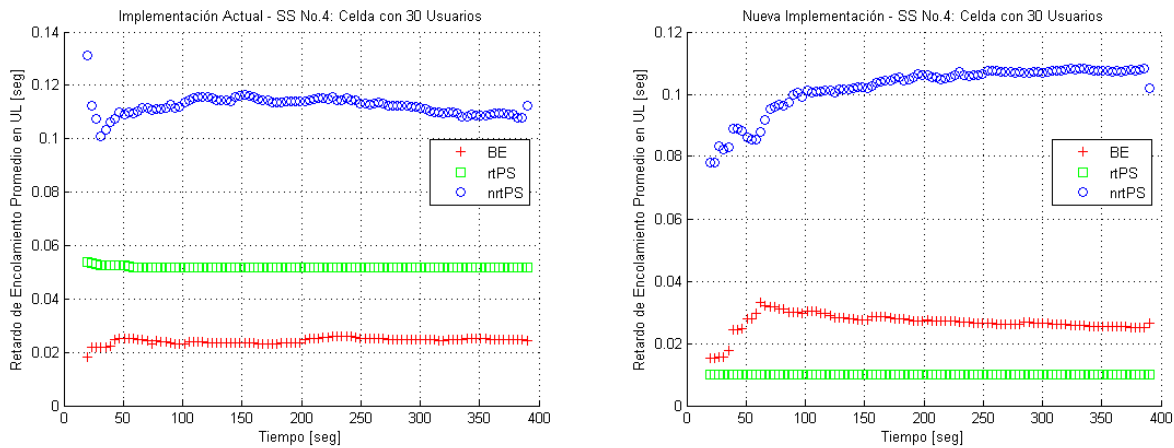 Implementación Actual - SS No.4: Celda con 30 Usuarios
Retardo de Encolamiento Promedio en UL [seg]
0.14
0.12
0.1
0.08
0.06
0.04
0.02
0
BE
rtPS
nrtPS
0 50 100 150 200 250 300 350 400
Tiempo [seg]
Nueva Implementación - SS No.4: Celda con 30 Usuarios
Retardo de Encolamiento Promedio en UL [seg]
0.12
0.1
0.08
0.06
0.04
0.02
0
BE
rtPS
nrtPS
0 50 100 150 200 250 300 350 400
Tiempo [seg]